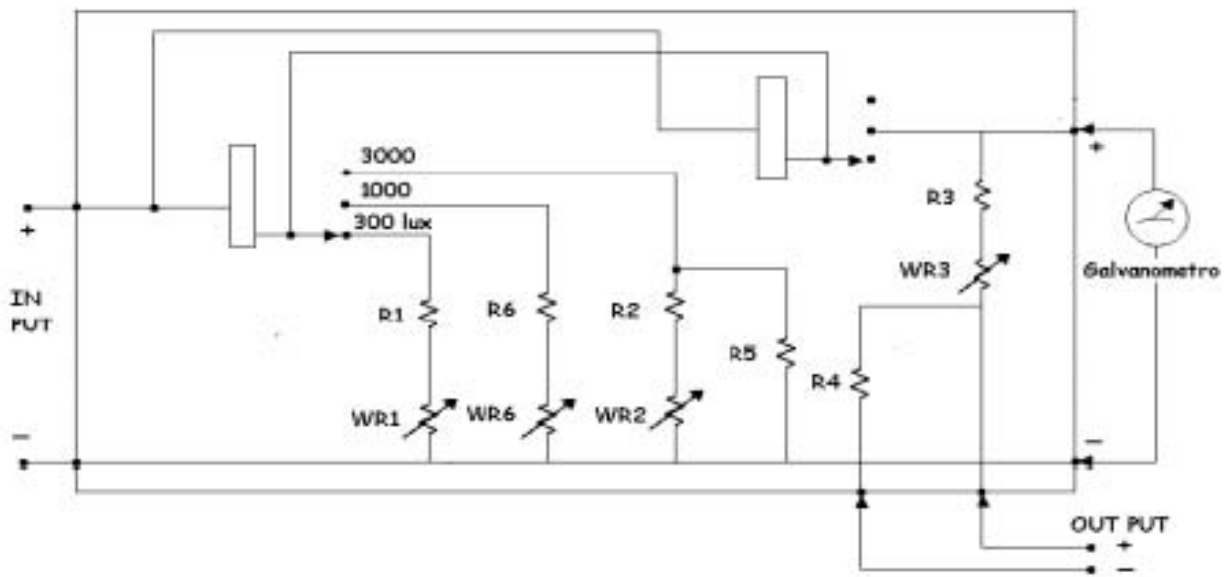 3000
1000
300 lux
+
IN
PUT
−
R1
R6
R2
R5
R4
WR1
WR6
WR2
R3
WR3
+
Galvanometro
−
OUT PUT
+
−